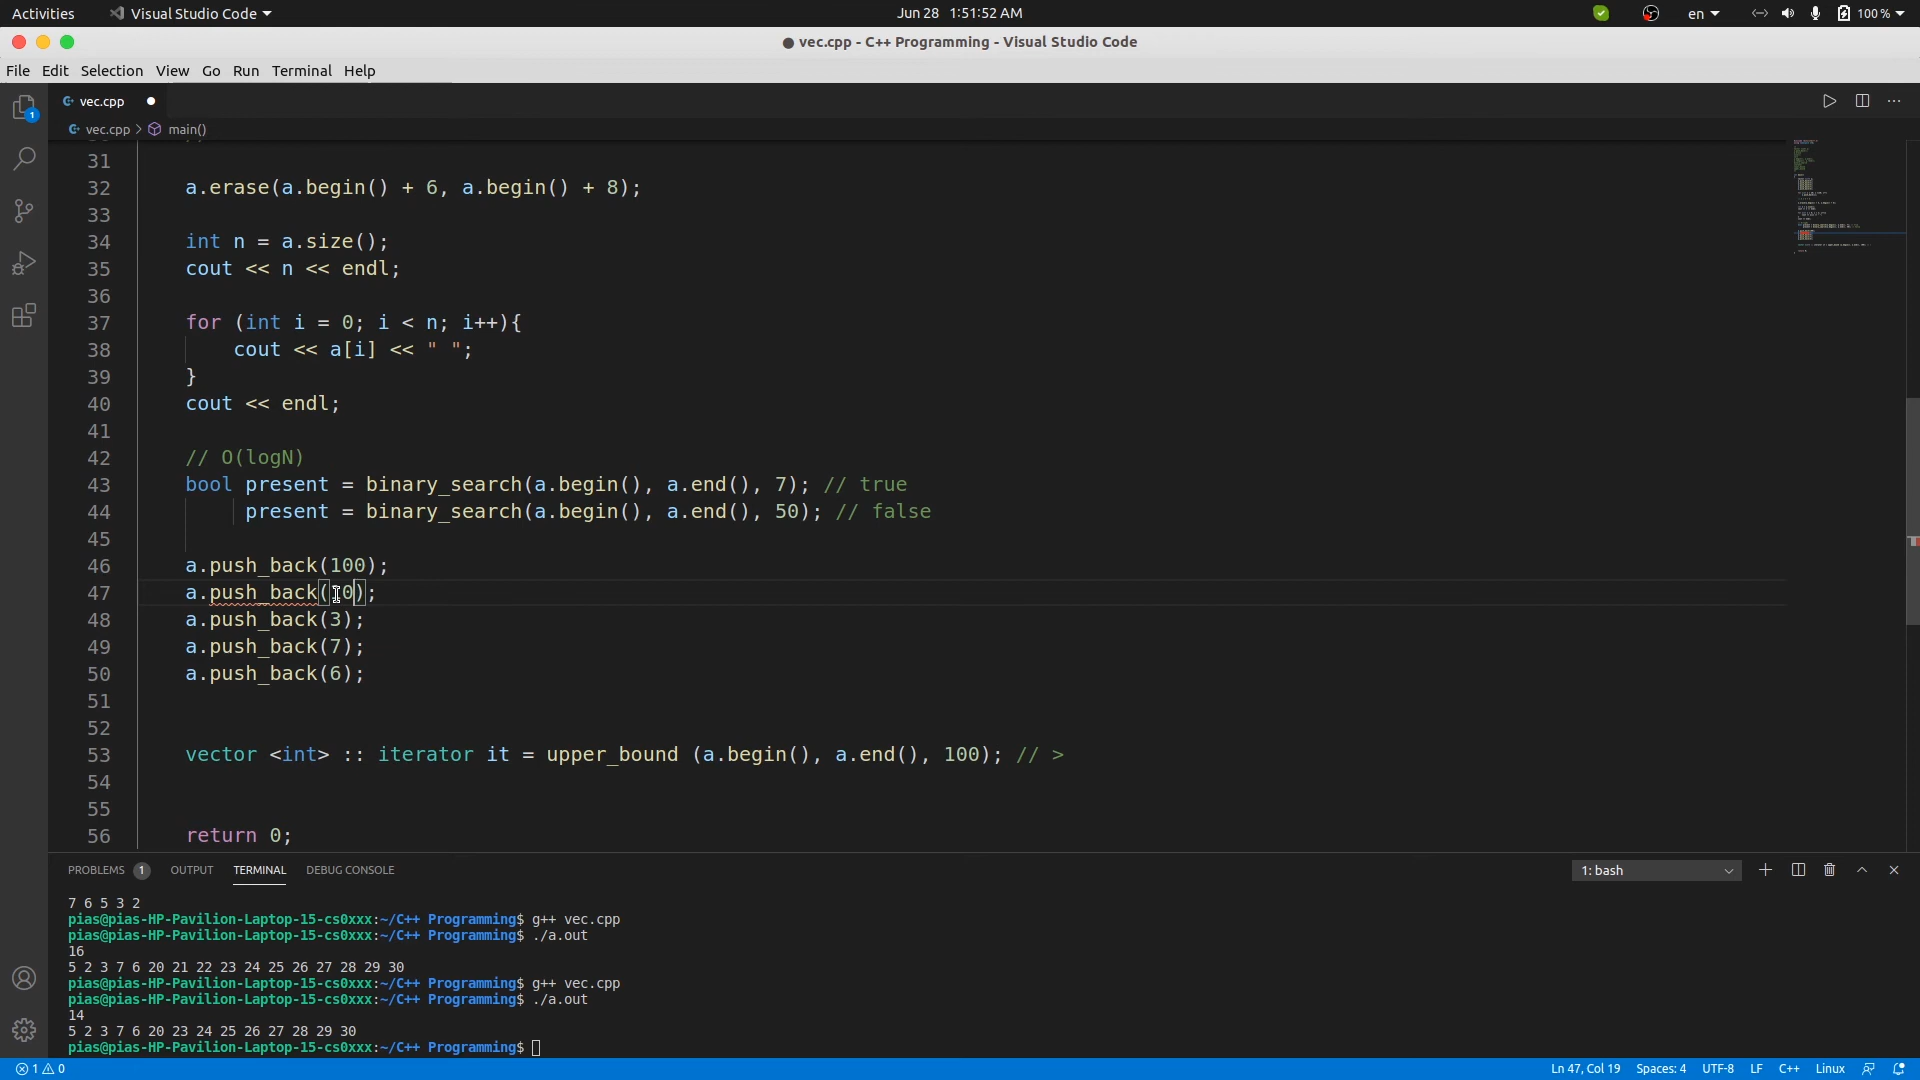 Activities Visual Studio Code Jun 28 1:51:52 AM en 100 %
vec.cpp - C++ Programming - Visual Studio Code
File Edit Selection View Go Run Terminal Help
1
vec.cpp
vec.cpp > main()
31
32 a.erase(a.begin() + 6, a.begin() + 8);
33
34 int n = a.size();
35 cout << n << endl;
36
37 for (int i = 0; i < n; i++){
38 cout << a[i] << " ";
39 }
40 cout << endl;
41
42 // O(logN)
43 bool present = binary_search(a.begin(), a.end(), 7); // true
44 present = binary_search(a.begin(), a.end(), 50); // false
45
46 a.push_back(100);
47 a.push_back( 0);
48 a.push_back(3);
49 a.push_back(7);
50 a.push_back(6);
51
52
53 vector <int> :: iterator it = upper_bound (a.begin(), a.end(), 100); // >
54
55
56 return 0;
PROBLEMS 1 OUTPUT TERMINAL DEBUG CONSOLE 1: bash
7 6 5 3 2
pias@pias-HP-Pavilion-Laptop-15-cs0xxx:~/C++ Programming$ g++ vec.cpp
pias@pias-HP-Pavilion-Laptop-15-cs0xxx:~/C++ Programming$ ./a.out
16
5 2 3 7 6 20 21 22 23 24 25 26 27 28 29 30
pias@pias-HP-Pavilion-Laptop-15-cs0xxx:~/C++ Programming$ g++ vec.cpp
pias@pias-HP-Pavilion-Laptop-15-cs0xxx:~/C++ Programming$ ./a.out
14
5 2 3 7 6 20 23 24 25 26 27 28 29 30
pias@pias-HP-Pavilion-Laptop-15-cs0xxx:~/C++ Programming$
1 0 Ln 47, Col 19 Spaces: 4 UTF-8 LF C++ Linux